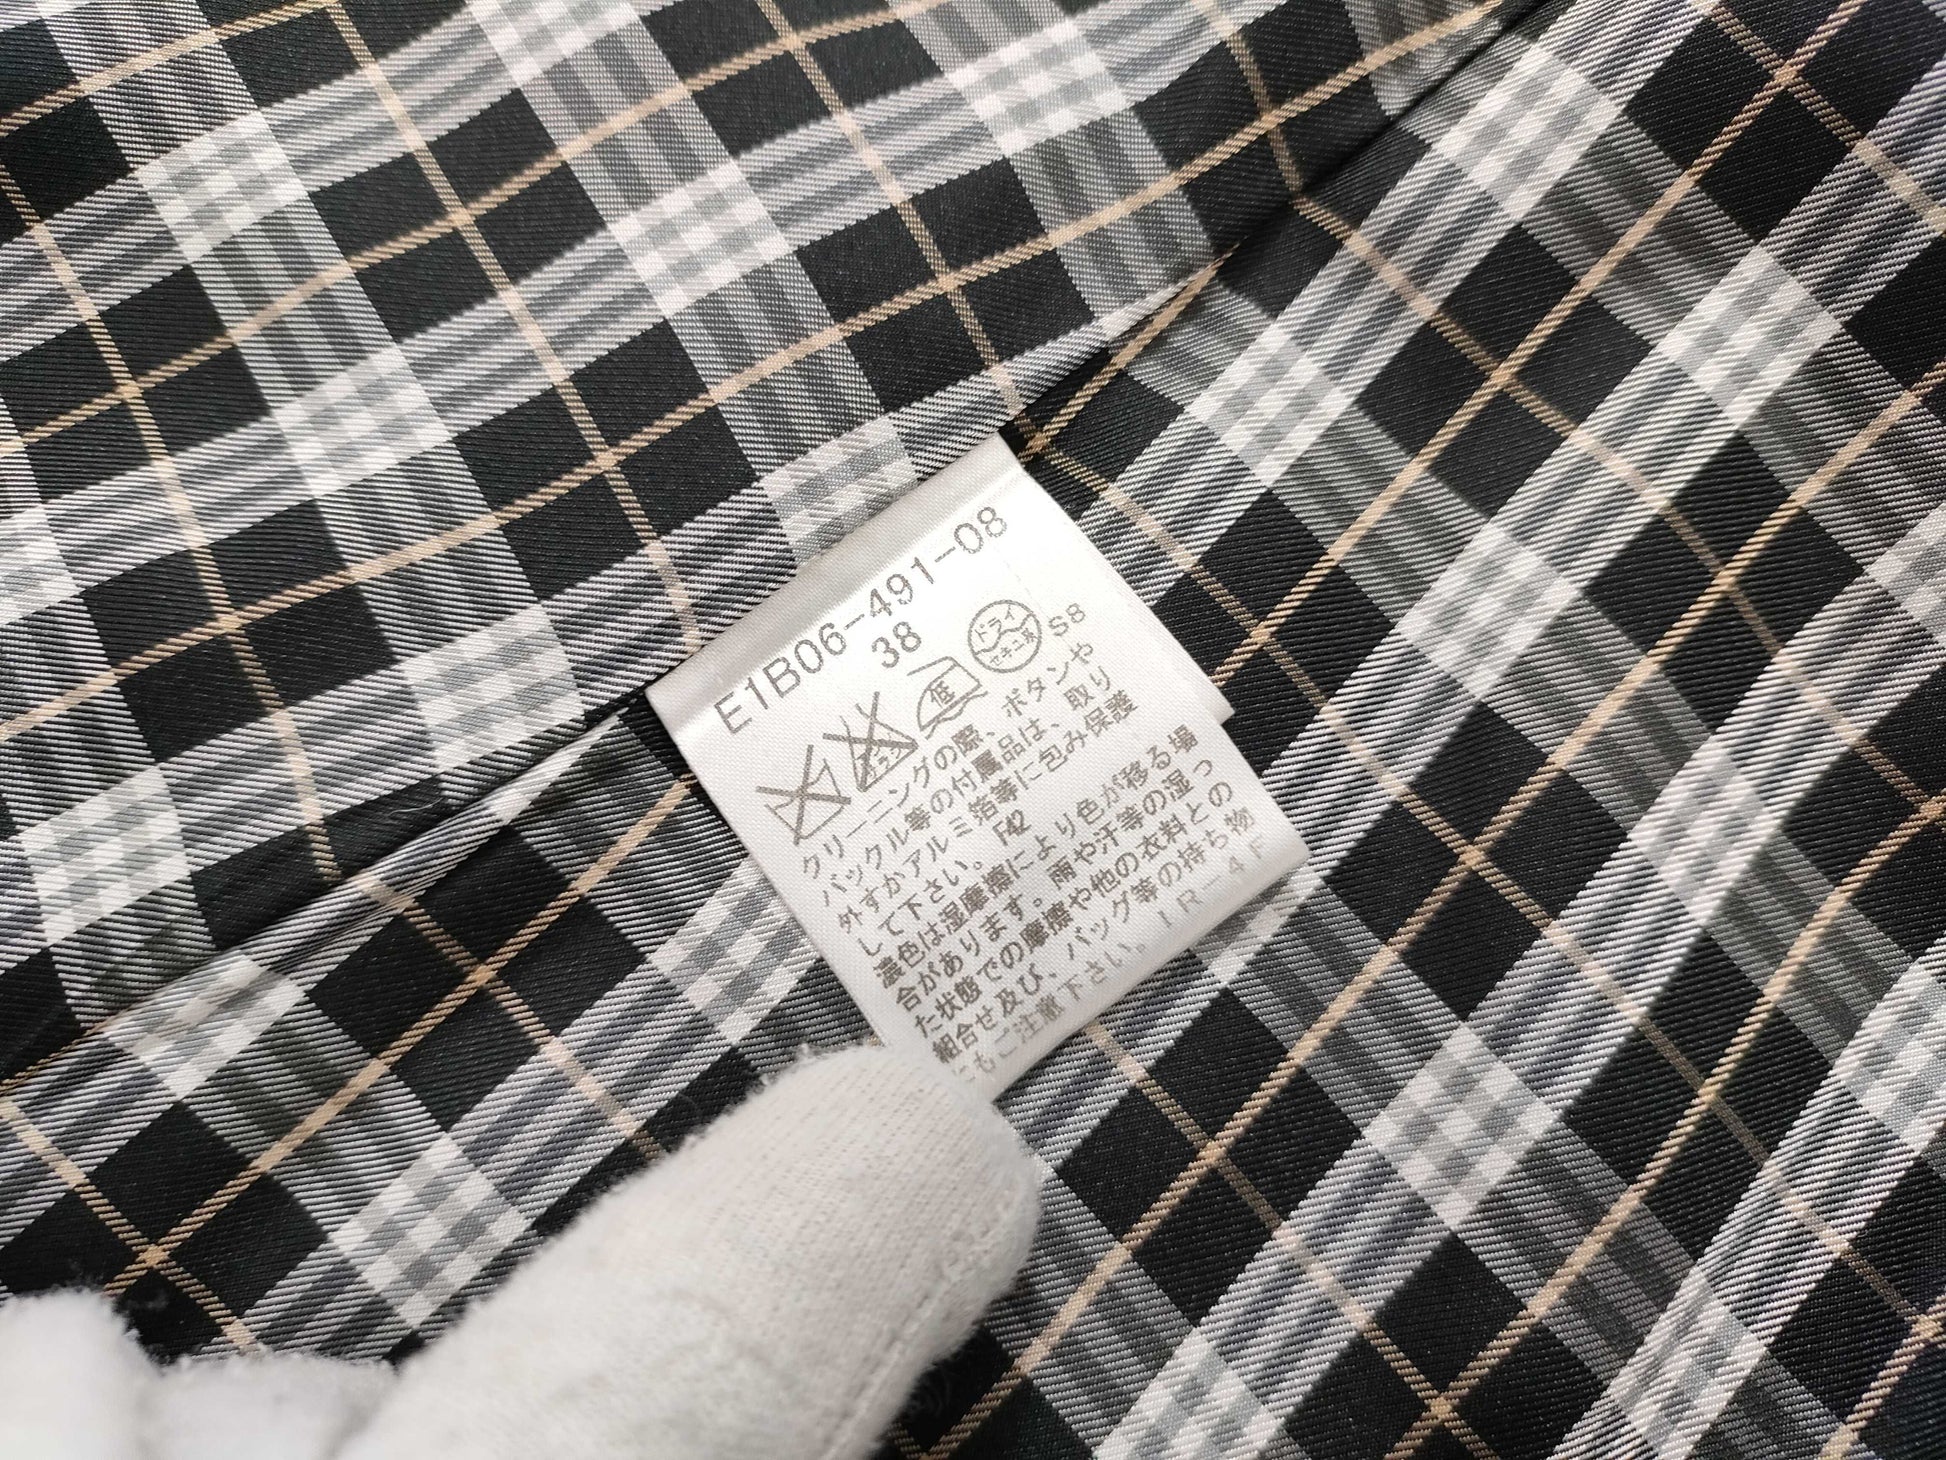 E1B06-491-08
38
エンソ
低
ドライ
セキユ系
S8
クリーニングの際、ボタンや
バックル等の付属品は、取り
外すかアルミ箔等に包み保護
して下さい。 F42
濃色は湿摩擦により色が移る場
合があります。雨や汗等の湿っ
た状態での摩擦や他の衣料との
組合せ及び、バッグ等の持ち物
にもご注意下さい。IR-4F